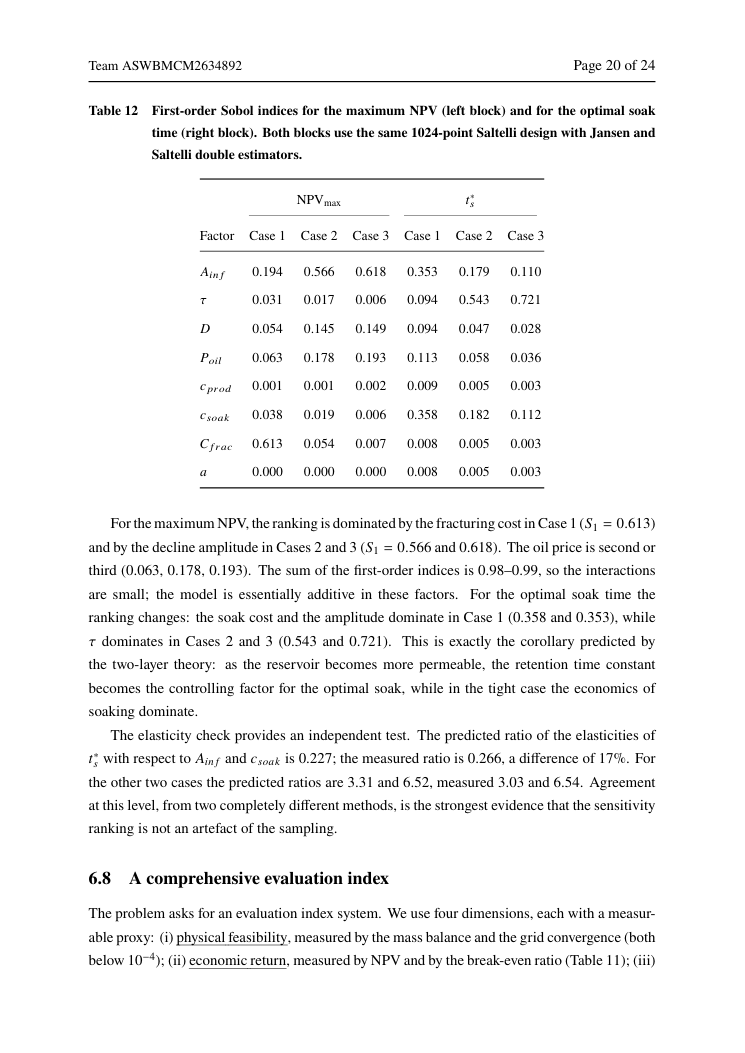 Team ASWBMCM2634892 Page 20 of 24
Table 12 First-order Sobol indices for the maximum NPV (left block) and for the optimal soak
time (right block). Both blocks use the same 1024-point Saltelli design with Jansen and
Saltelli double estimators.
NPV_max t_s^*
Factor Case 1 Case 2 Case 3 Case 1 Case 2 Case 3
A_inf 0.194 0.566 0.618 0.353 0.179 0.110
τ 0.031 0.017 0.006 0.094 0.543 0.721
D 0.054 0.145 0.149 0.094 0.047 0.028
P_oil 0.063 0.178 0.193 0.113 0.058 0.036
c_prod 0.001 0.001 0.002 0.009 0.005 0.003
c_soak 0.038 0.019 0.006 0.358 0.182 0.112
C_frac 0.613 0.054 0.007 0.008 0.005 0.003
a 0.000 0.000 0.000 0.008 0.005 0.003
For the maximum NPV, the ranking is dominated by the fracturing cost in Case 1 (S_1 = 0.613)
and by the decline amplitude in Cases 2 and 3 (S_1 = 0.566 and 0.618). The oil price is second or
third (0.063, 0.178, 0.193). The sum of the first-order indices is 0.98–0.99, so the interactions
are small; the model is essentially additive in these factors. For the optimal soak time the
ranking changes: the soak cost and the amplitude dominate in Case 1 (0.358 and 0.353), while
τ dominates in Cases 2 and 3 (0.543 and 0.721). This is exactly the corollary predicted by
the two-layer theory: as the reservoir becomes more permeable, the retention time constant
becomes the controlling factor for the optimal soak, while in the tight case the economics of
soaking dominate.
The elasticity check provides an independent test. The predicted ratio of the elasticities of
t_s^* with respect to A_inf and c_soak is 0.227; the measured ratio is 0.266, a difference of 17%. For
the other two cases the predicted ratios are 3.31 and 6.52, measured 3.03 and 6.54. Agreement
at this level, from two completely different methods, is the strongest evidence that the sensitivity
ranking is not an artefact of the sampling.
6.8 A comprehensive evaluation index
The problem asks for an evaluation index system. We use four dimensions, each with a measur-
able proxy: (i) physical feasibility, measured by the mass balance and the grid convergence (both
below 10^−4); (ii) economic return, measured by NPV and by the break-even ratio (Table 11); (iii)